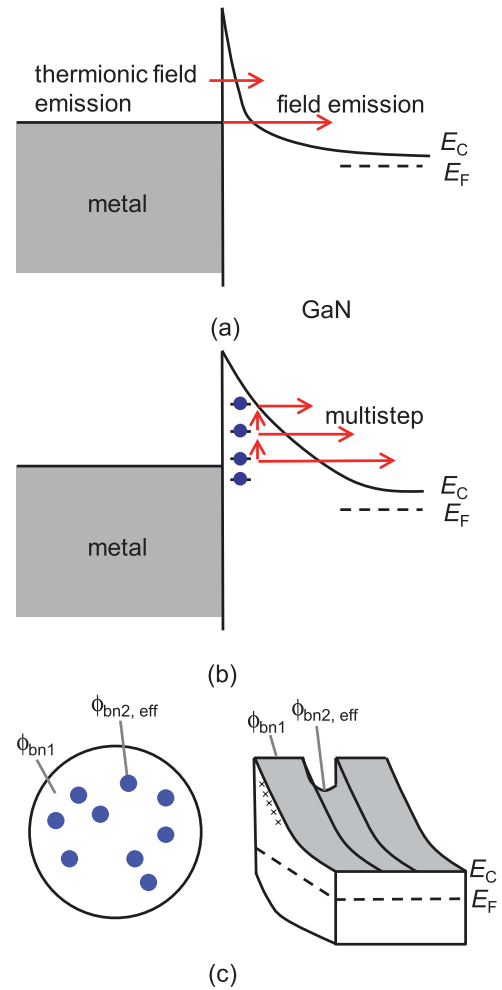 thermionic field
emission
field emission
E_C
E_F
metal
GaN
(a)
multistep
E_C
E_F
metal
(b)
ϕ_bn2, eff
ϕ_bn1
ϕ_bn1
ϕ_bn2, eff
E_C
E_F
(c)